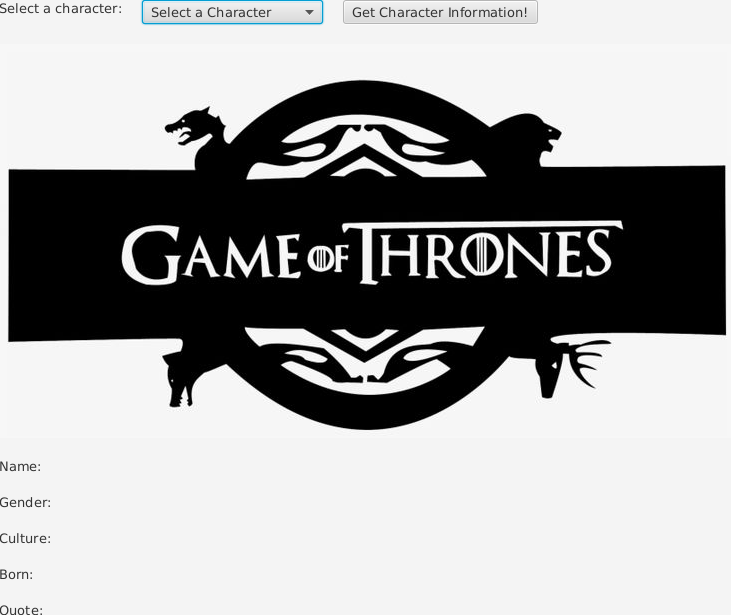 Select a character: Select a Character Get Character Information!
GAME OF THRONES
Name:
Gender:
Culture:
Born:
Quote: